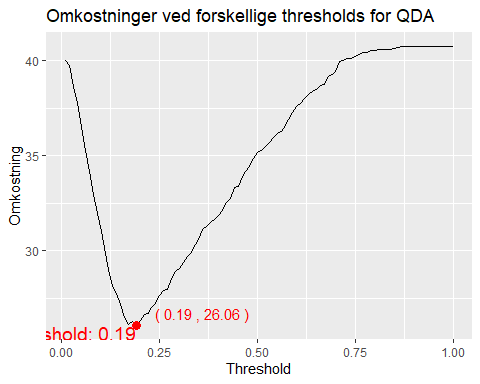 Omkostninger ved forskellige thresholds for QDA
Omkostning
40
35
30
( 0.19 , 26.06 )
shold: 0.19
0.00 0.25 0.50 0.75 1.00
Threshold